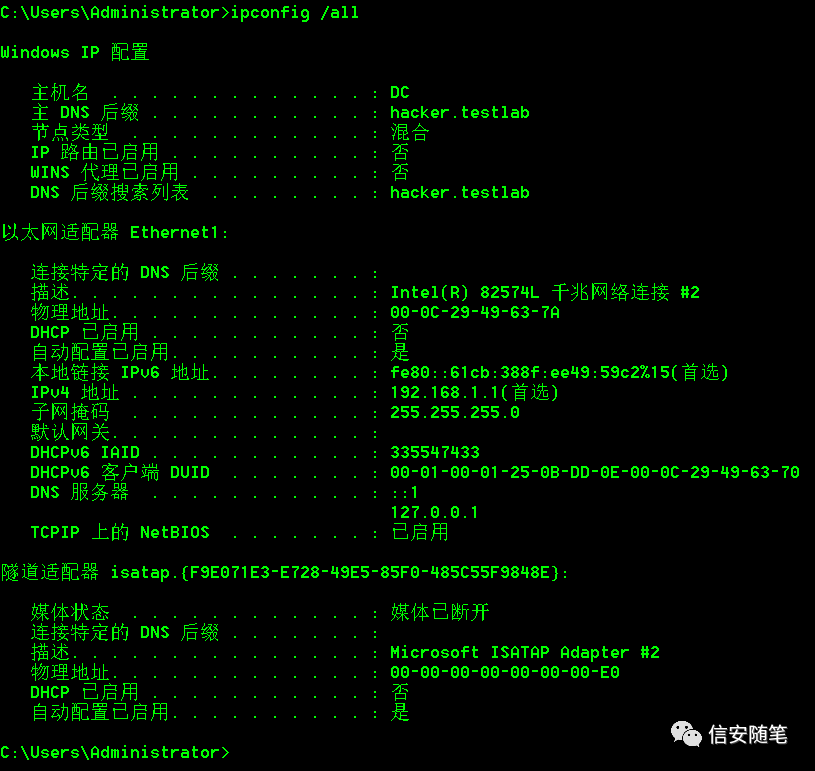 C:\Users\Administrator>ipconfig /all
Windows IP 配置
主机名 . . . . . . . . . . . . . : DC
主 DNS 后缀 . . . . . . . . . . . : hacker.testlab
节点类型 . . . . . . . . . . . . : 混合
IP 路由已启用 . . . . . . . . . . : 否
WINS 代理已启用 . . . . . . . . . : 否
DNS 后缀搜索列表 . . . . . . . . : hacker.testlab
以太网适配器 Ethernet1:
连接特定的 DNS 后缀 . . . . . . . :
描述. . . . . . . . . . . . . . . : Intel(R) 82574L 千兆网络连接 #2
物理地址. . . . . . . . . . . . . : 00-0C-29-49-63-7A
DHCP 已启用 . . . . . . . . . . . : 否
自动配置已启用. . . . . . . . . . : 是
本地链接 IPv6 地址. . . . . . . . : fe80::61cb:388f:ee49:59c2%15(首选)
IPv4 地址 . . . . . . . . . . . . : 192.168.1.1(首选)
子网掩码 . . . . . . . . . . . . : 255.255.255.0
默认网关. . . . . . . . . . . . . :
DHCPv6 IAID . . . . . . . . . . . : 335547433
DHCPv6 客户端 DUID . . . . . . . : 00-01-00-01-25-0B-DD-0E-00-0C-29-49-63-70
DNS 服务器 . . . . . . . . . . . : ::1
127.0.0.1
TCPIP 上的 NetBIOS . . . . . . . : 已启用
隧道适配器 isatap.{F9E071E3-E728-49E5-85F0-485C55F9848E}:
媒体状态 . . . . . . . . . . . . : 媒体已断开
连接特定的 DNS 后缀 . . . . . . . :
描述. . . . . . . . . . . . . . . : Microsoft ISATAP Adapter #2
物理地址. . . . . . . . . . . . . : 00-00-00-00-00-00-00-E0
DHCP 已启用 . . . . . . . . . . . : 否
自动配置已启用. . . . . . . . . . : 是
信安随笔
C:\Users\Administrator>